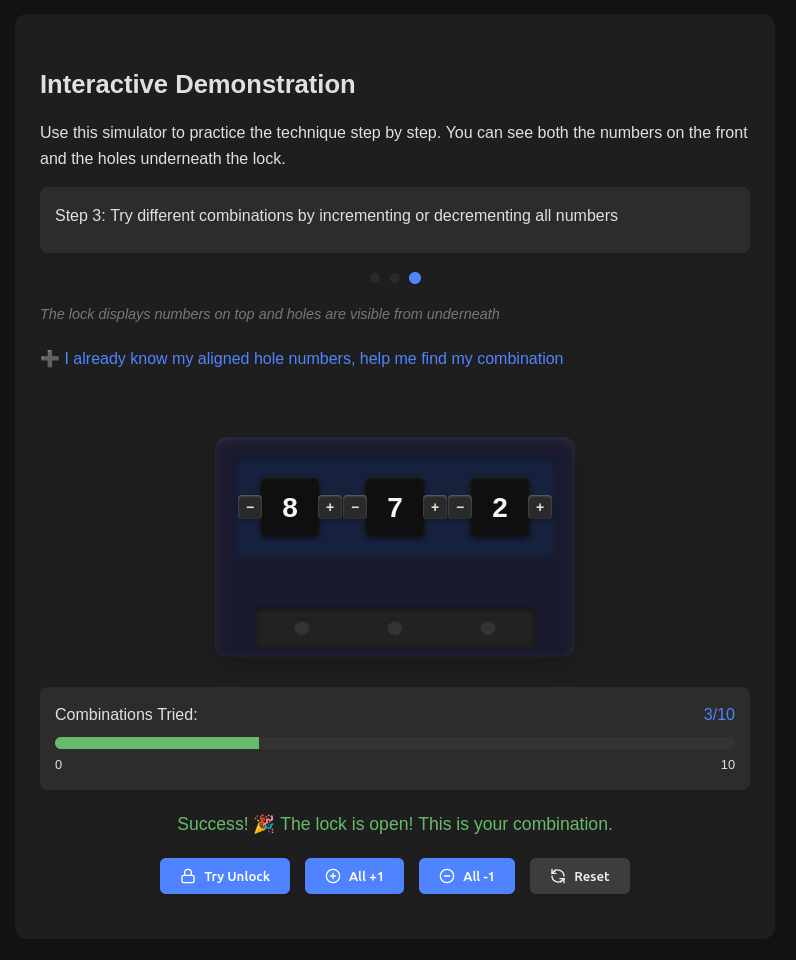 Interactive Demonstration
Use this simulator to practice the technique step by step. You can see both the numbers on the front
and the holes underneath the lock.
Step 3: Try different combinations by incrementing or decrementing all numbers
The lock displays numbers on top and holes are visible from underneath
➕ I already know my aligned hole numbers, help me find my combination
− 8 + − 7 + − 2 +
Combinations Tried: 3/10
0 10
Success! 🎉 The lock is open! This is your combination.
Try Unlock All +1 All -1 Reset